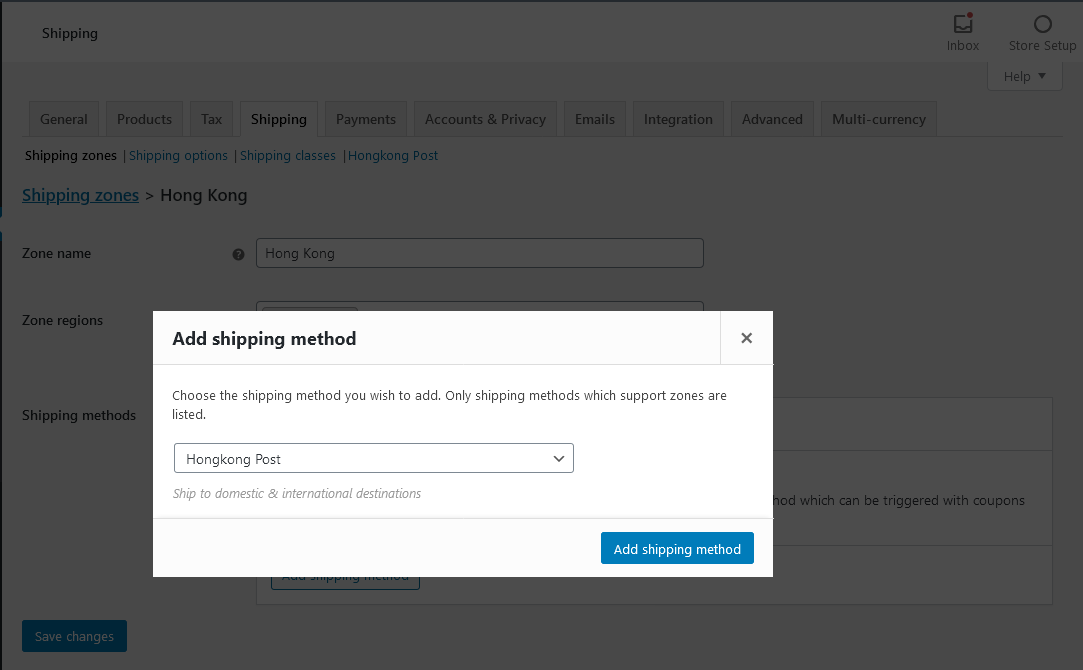 Shipping
Inbox
Store Setup
Help
General Products Tax Shipping Payments Accounts & Privacy Emails Integration Advanced Multi-currency
Shipping zones | Shipping options | Shipping classes | Hongkong Post
Shipping zones > Hong Kong
Zone name
Hong Kong
Zone regions
Add shipping method
Choose the shipping method you wish to add. Only shipping methods which support zones are
listed.
Shipping methods
Hongkong Post
Ship to domestic & international destinations
which can be triggered with coupons
Add shipping method
Add shipping method
Save changes